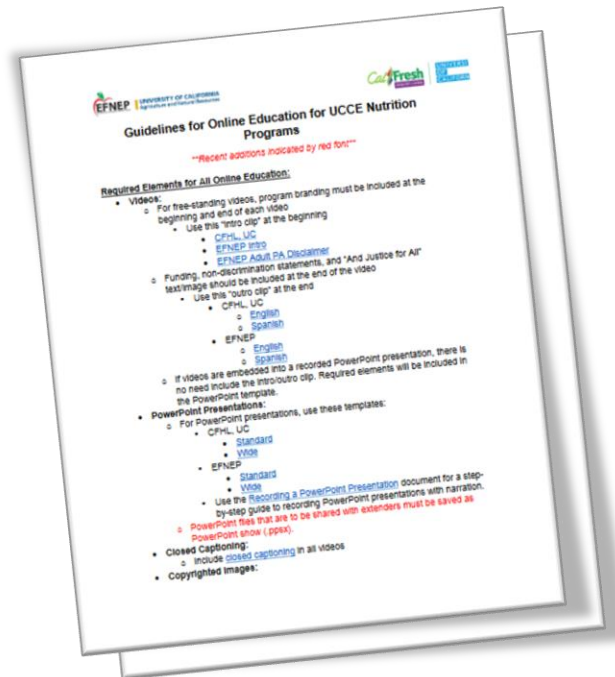 EFNEP UNIVERSITY OF CALIFORNIA
Agriculture and Natural Resources
CalFresh
UNIVERSITY
OF
CALIFORNIA
Guidelines for Online Education for UCCE Nutrition
Programs
**Recent additions indicated by red font**
Required Elements for All Online Education:
• Videos:
o For free-standing videos, program branding must be included at the
beginning and end of each video
▪ Use this "intro clip" at the beginning
• CFHL, UC
• EFNEP Intro
• EFNEP Adult PA Disclaimer
o Funding, non-discrimination statements, and "And Justice for All"
text/image should be included at the end of the video
▪ Use this "outro clip" at the end
• CFHL, UC
o English
o Spanish
• EFNEP
o English
o Spanish
o If videos are embedded into a recorded PowerPoint presentation, there is
no need include the intro/outro clip. Required elements will be included in
the PowerPoint template.
• PowerPoint Presentations:
o For PowerPoint presentations, use these templates:
▪ CFHL, UC
• Standard
• Wide
▪ EFNEP
• Standard
• Wide
▪ Use the Recording a PowerPoint Presentation document for a step-
by-step guide to recording PowerPoint presentations with narration.
o PowerPoint files that are to be shared with extenders must be saved as
PowerPoint show (.ppsx).
• Closed Captioning:
o Include closed captioning in all videos
• Copyrighted Images: